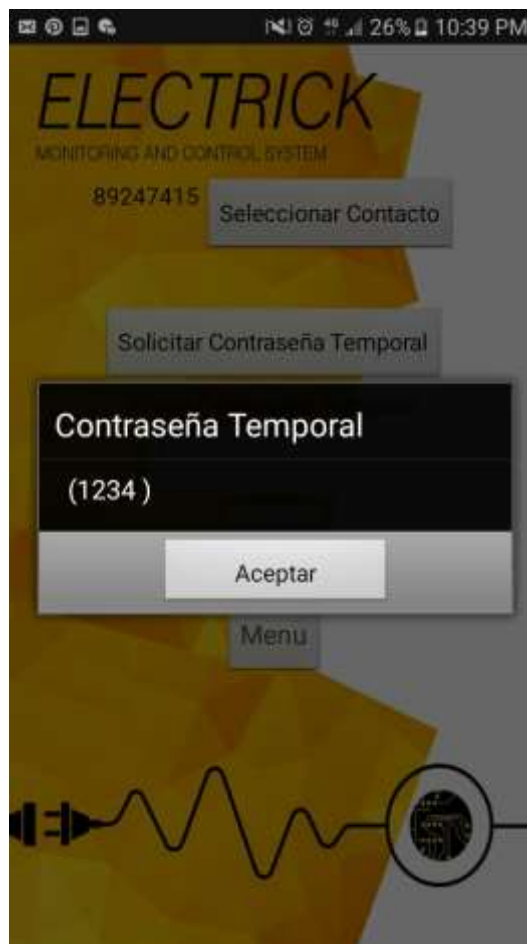 26% 10:39 PM
ELECTRICK
MONITORING AND CONTROL SYSTEM
89247415
Seleccionar Contacto
Solicitar Contraseña Temporal
Contraseña Temporal
(1234 )
Aceptar
Menu